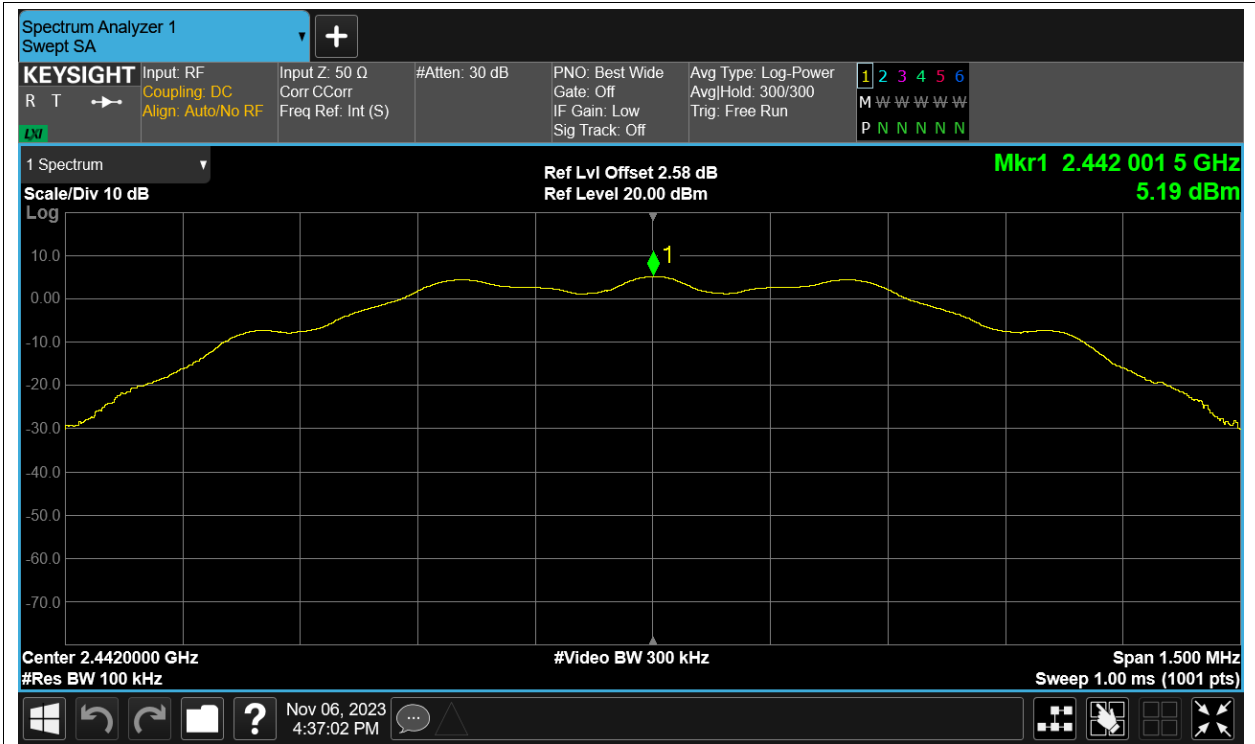 Spectrum Analyzer 1
Swept SA
+
KEYSIGHT
R T
LXI
Input: RF
Coupling: DC
Align: Auto/No RF
Input Z: 50 Ω
Corr CCorr
Freq Ref: Int (S)
#Atten: 30 dB
PNO: Best Wide
Gate: Off
IF Gain: Low
Sig Track: Off
Avg Type: Log-Power
Avg|Hold: 300/300
Trig: Free Run
1 2 3 4 5 6
M W W W W W
P N N N N N
1 Spectrum
Scale/Div 10 dB
Log
Ref Lvl Offset 2.58 dB
Ref Level 20.00 dBm
Mkr1 2.442 001 5 GHz
5.19 dBm
1
10.0
0.00
-10.0
-20.0
-30.0
-40.0
-50.0
-60.0
-70.0
Center 2.4420000 GHz
#Res BW 100 kHz
#Video BW 300 kHz
Span 1.500 MHz
Sweep 1.00 ms (1001 pts)
?
Nov 06, 2023
4:37:02 PM